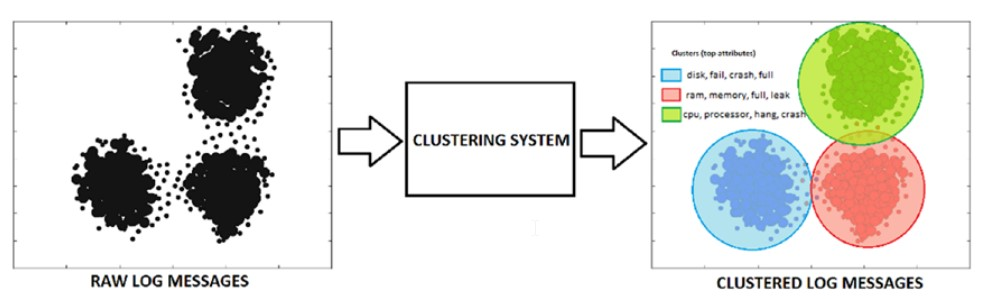 RAW LOG MESSAGES
CLUSTERING SYSTEM
Clusters (top attributes)
disk, fail, crash, full
ram, memory, full, leak
cpu, processor, hang, crash
CLUSTERED LOG MESSAGES